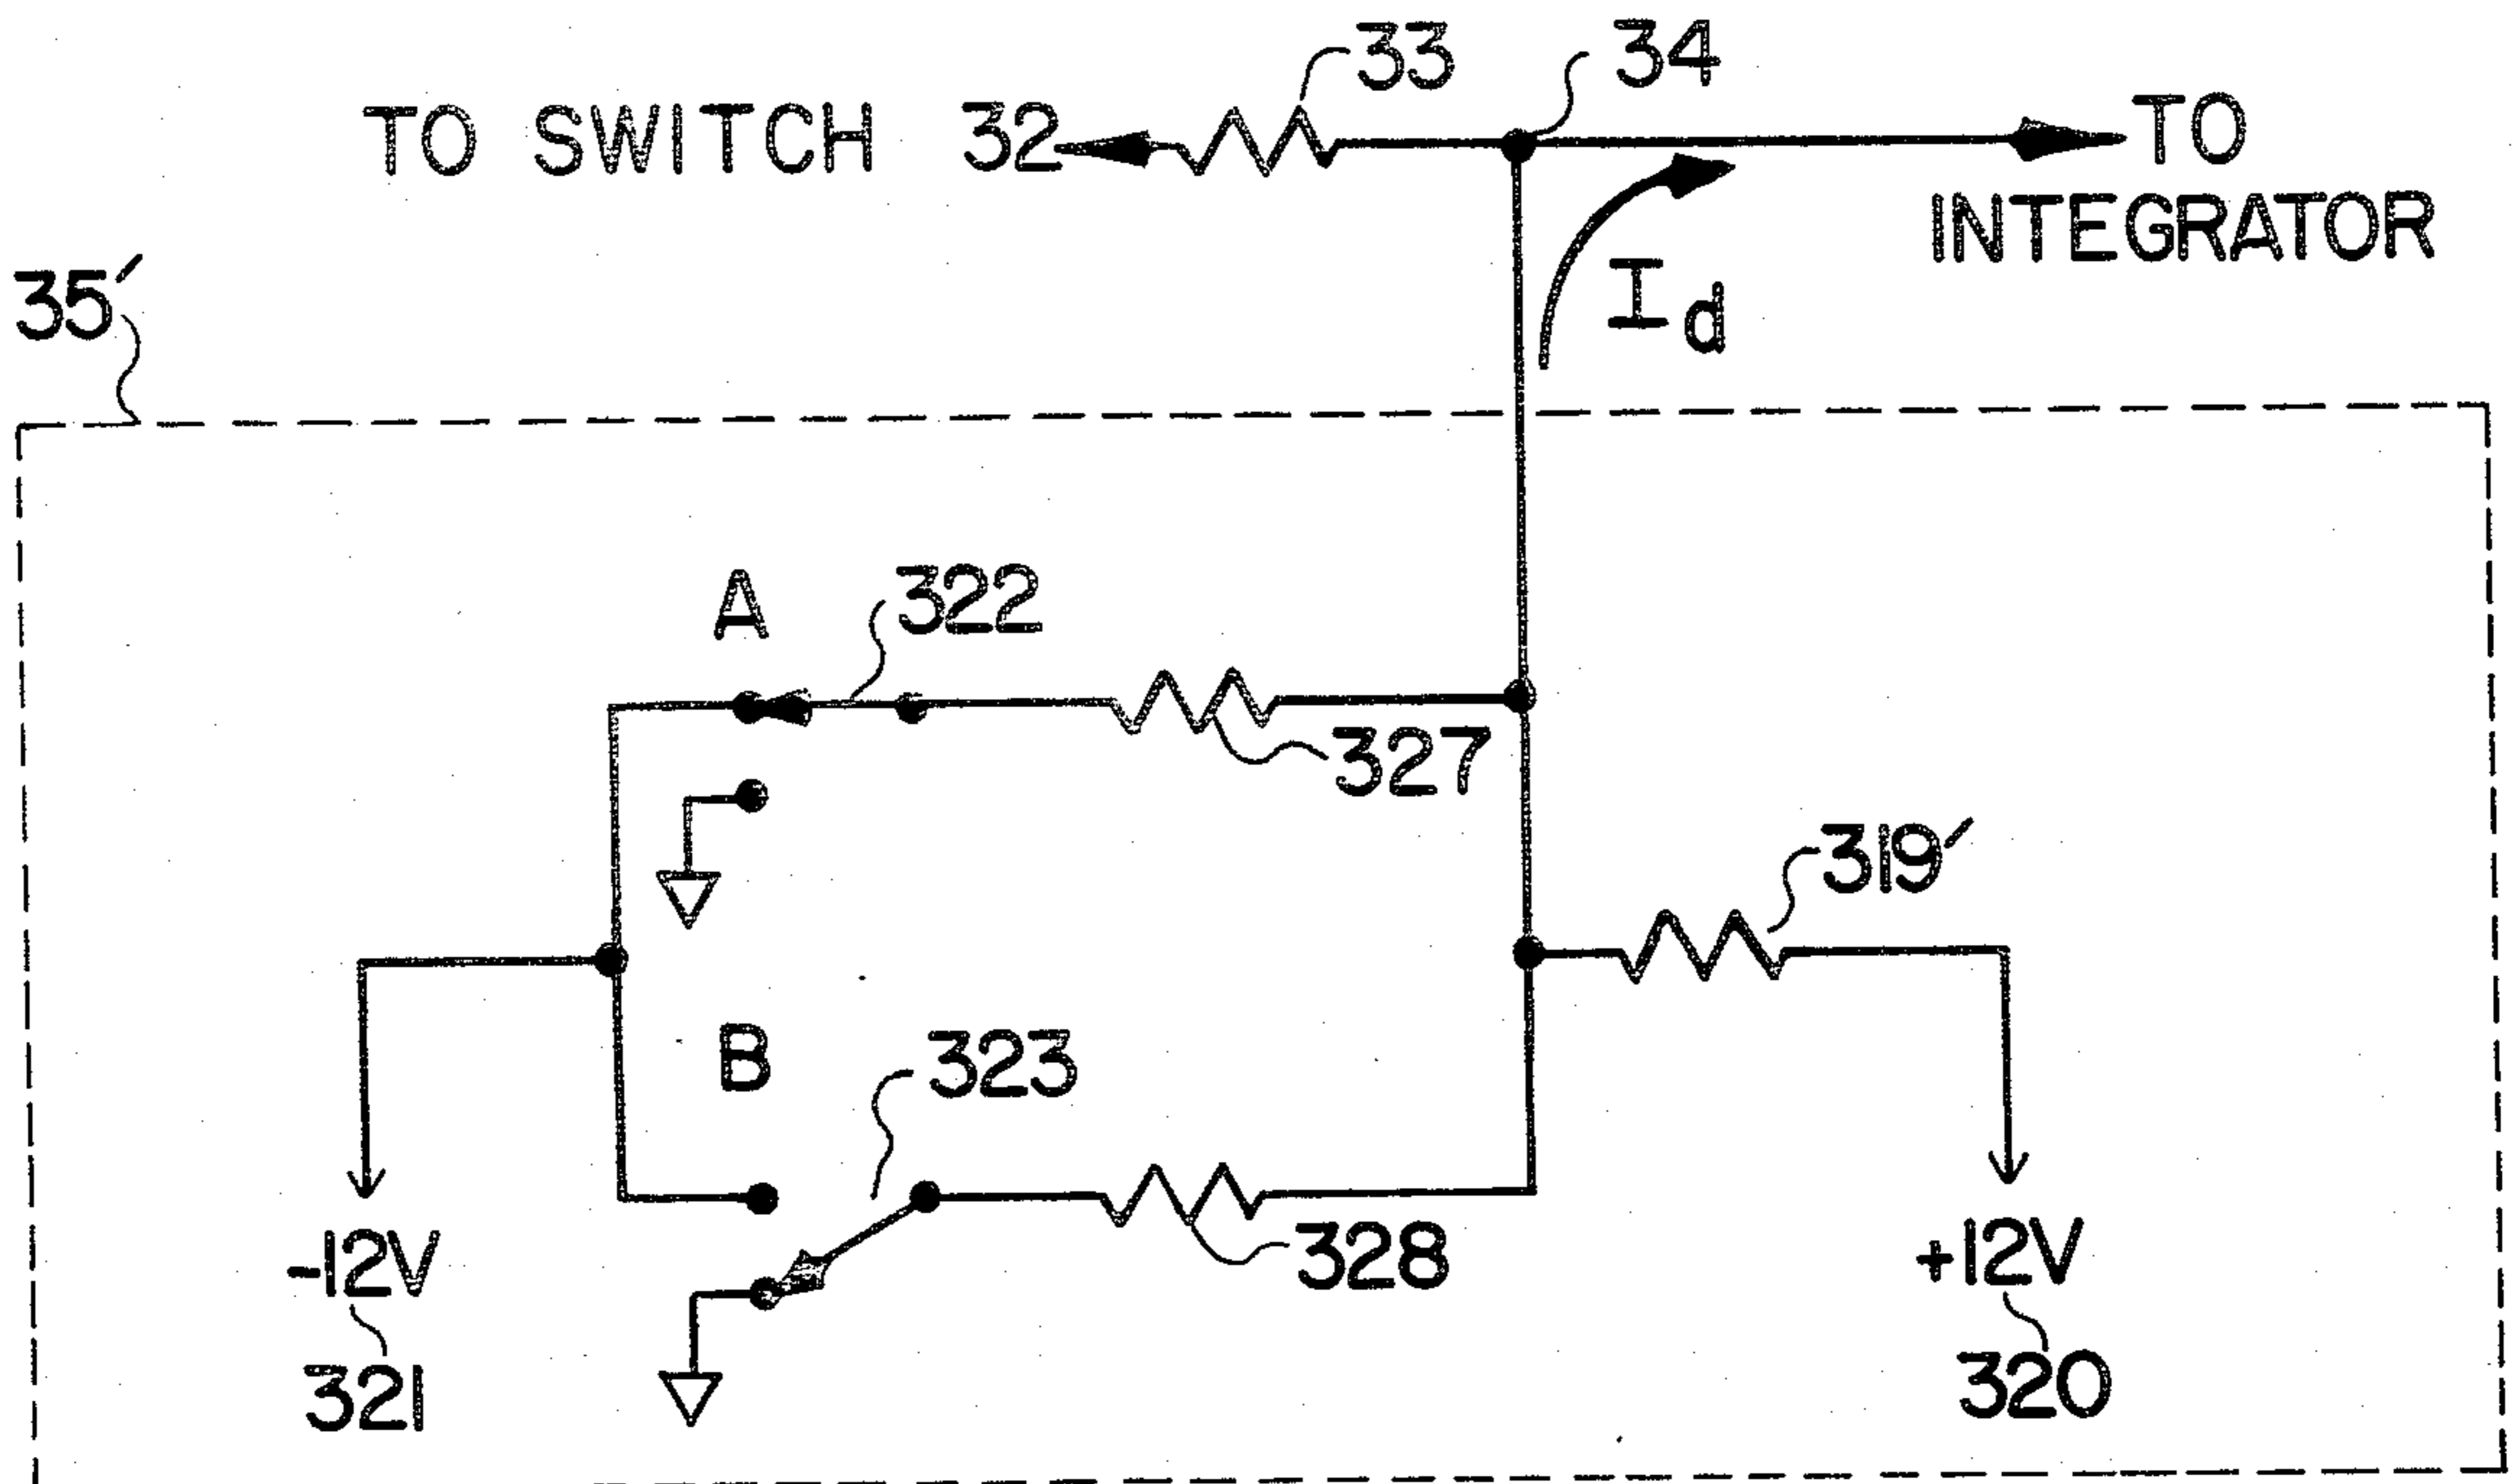 33
34
TO SWITCH 32
TO
INTEGRATOR
35'
Id
A
322
327
319'
B
323
328
-12V
+12V
321
320